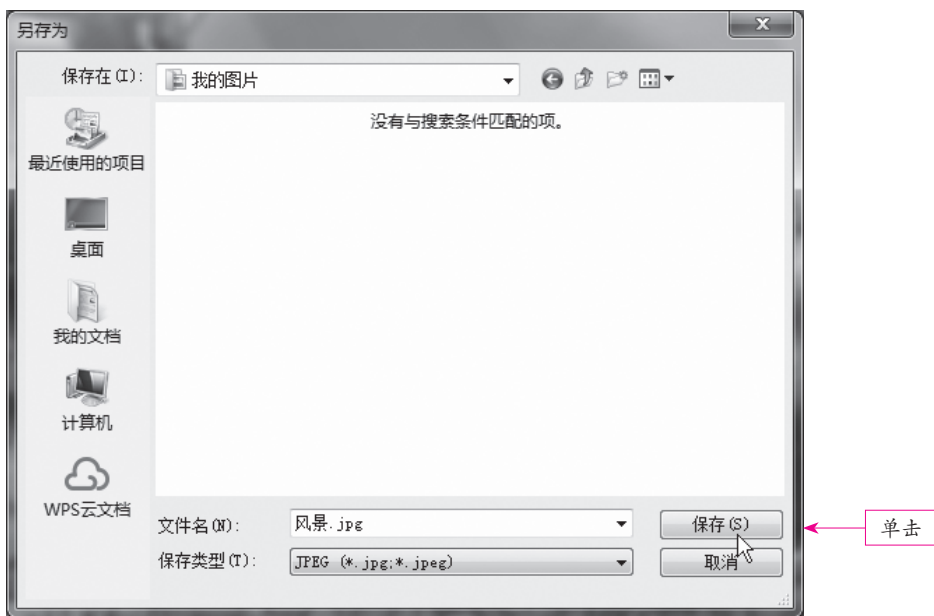 另存为
保存在(I):
我的图片
没有与搜索条件匹配的项。
最近使用的项目
桌面
我的文档
计算机
WPS云文档
文件名(N):
风景.jpg
保存(S)
单击
保存类型(T):
JPEG (*.jpg;*.jpeg)
取消